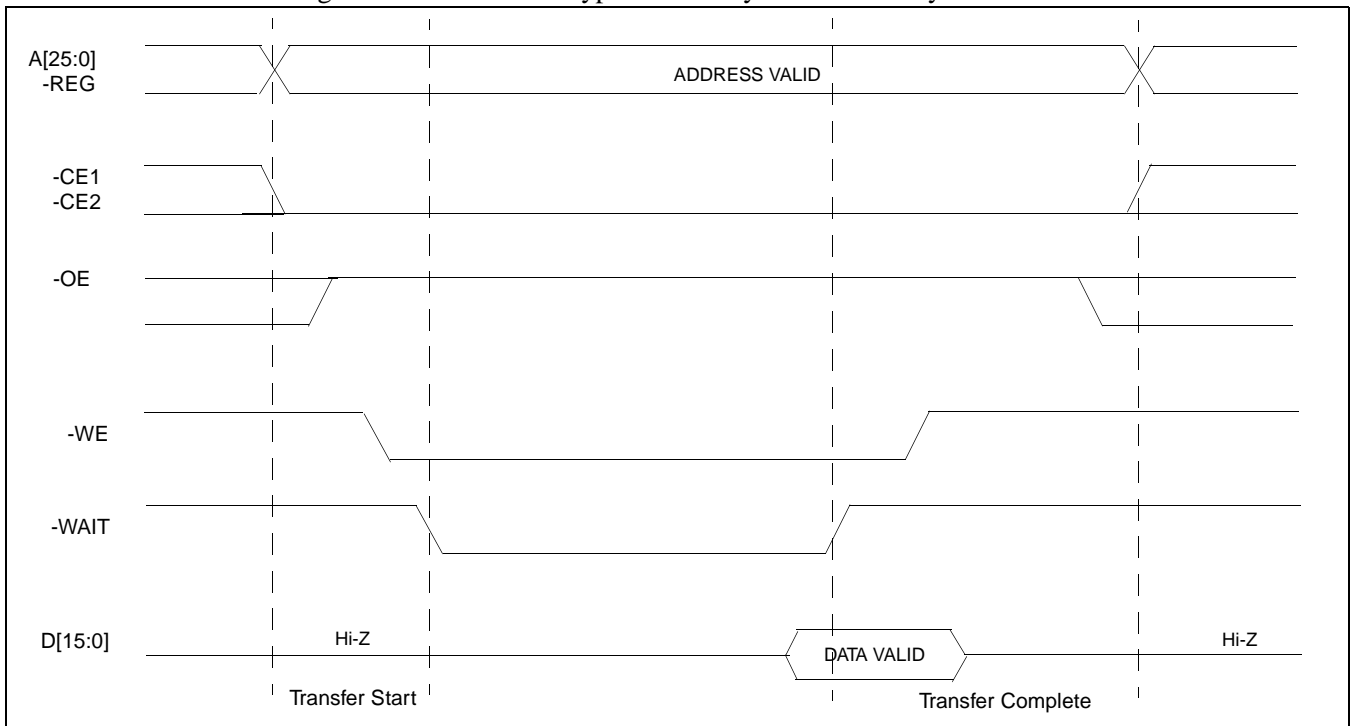 A[25:0]
-REG
ADDRESS VALID
-CE1
-CE2
-OE
-WE
-WAIT
D[15:0]
Hi-Z
DATA VALID
Hi-Z
Transfer Start
Transfer Complete